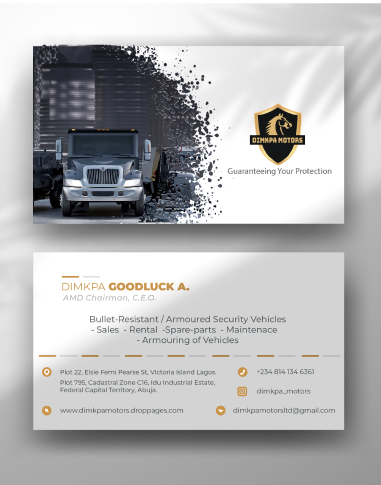 DIMKPA MOTORS
Guaranteeing Your Protection
DIMKPA GOODLUCK A.
AMD Chairman, C.E.O.
Bullet-Resistant / Armoured Security Vehicles
- Sales - Rental -Spare-parts - Maintenace
- Armouring of Vehicles
Plot 22, Elsie Femi Pearse St, Victoria Island Lagos.
Plot 795, Cadastral Zone C16, Idu Industrial Estate,
Federal Capital Territory, Abuja.
+234 814 134 6361
dimkpa_motors
www.dimkpamotors.droppages.com
dimkpamotorsltd@gmail.com